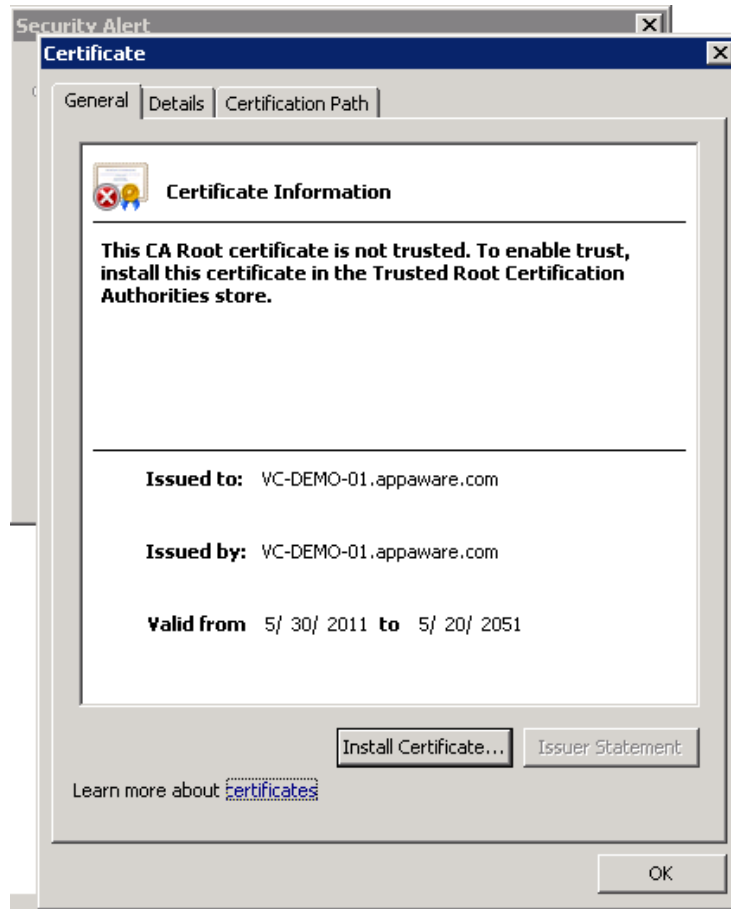 Security Alert
Certificate
General
Details
Certification Path
Certificate Information
This CA Root certificate is not trusted. To enable trust,
install this certificate in the Trusted Root Certification
Authorities store.
Issued to: VC-DEMO-01.appaware.com
Issued by: VC-DEMO-01.appaware.com
Valid from 5/ 30/ 2011 to 5/ 20/ 2051
Install Certificate...
Issuer Statement
Learn more about certificates
OK